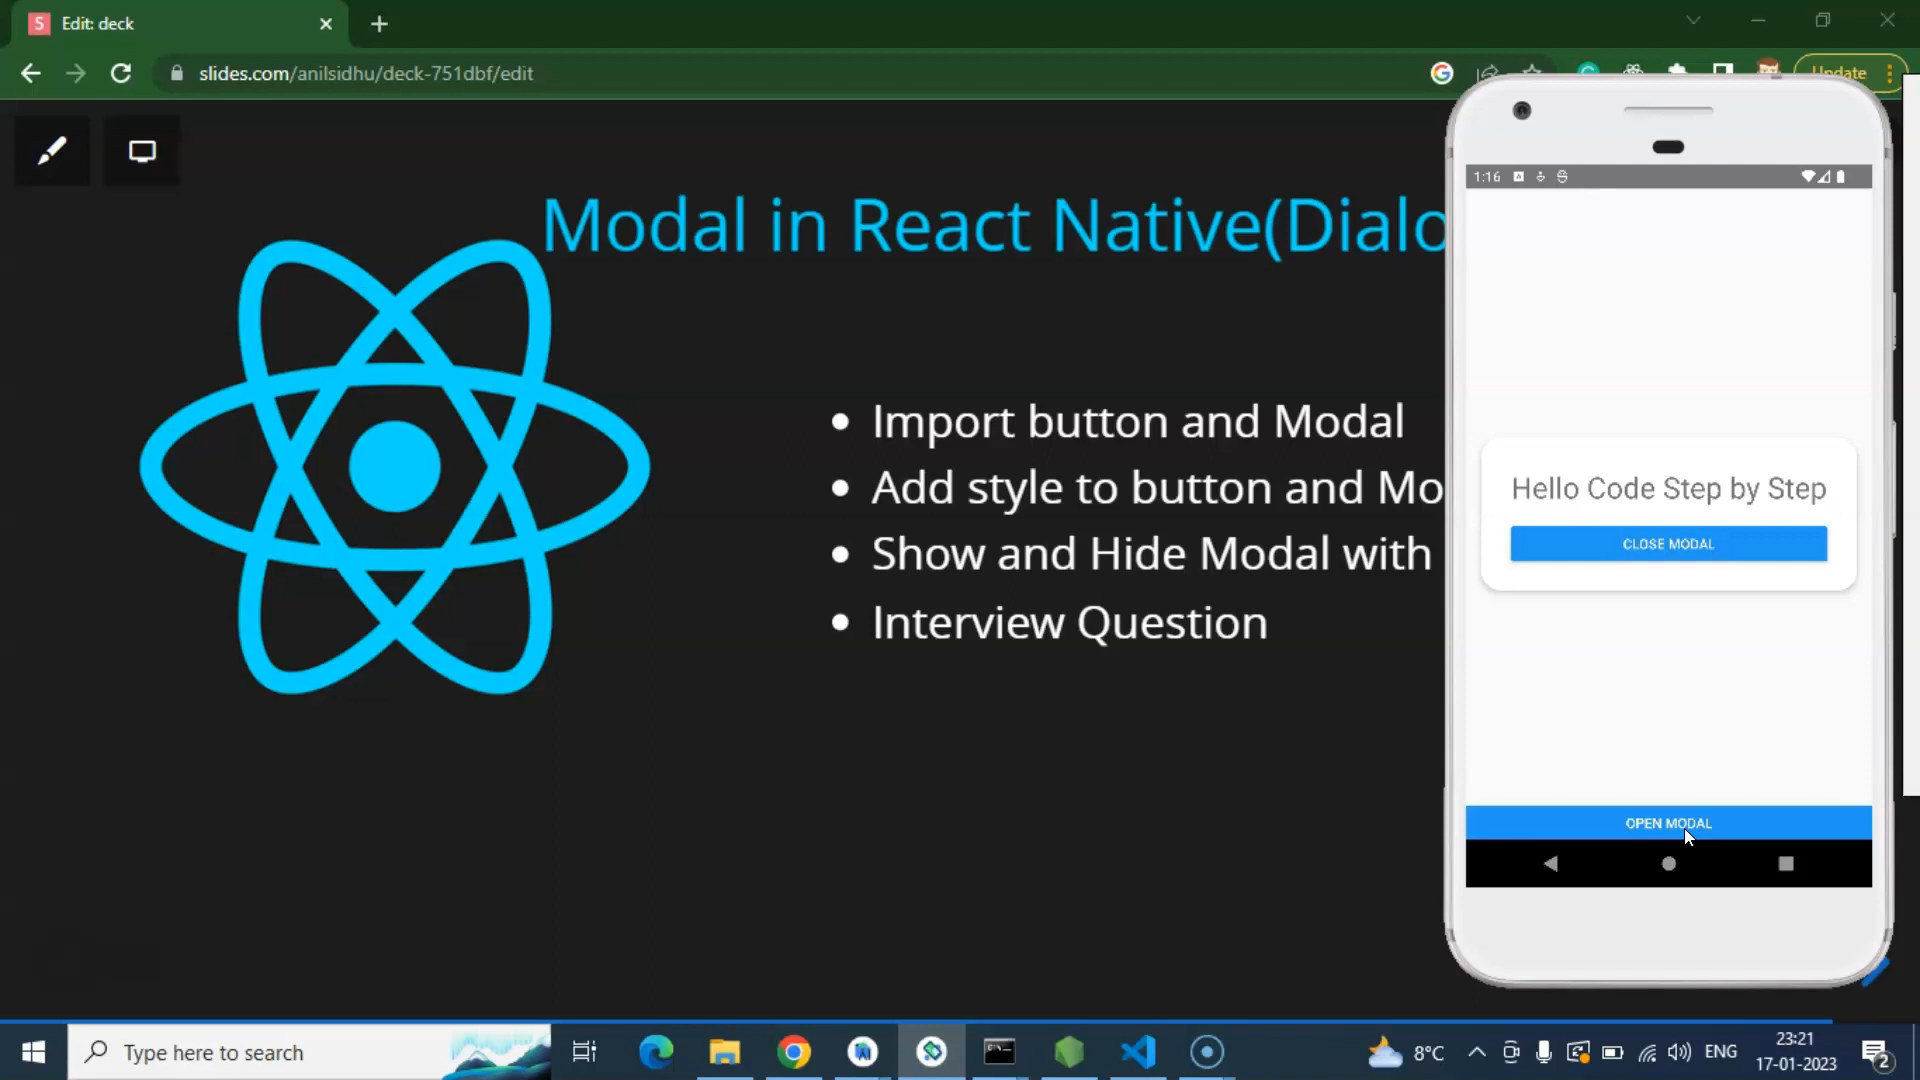 S Edit: deck
slides.com/anilsidhu/deck-751dbf/edit
Update
Modal in React Native(Dialo
Import button and Modal
Add style to button and Mo
Show and Hide Modal with
Interview Question
1:16
Hello Code Step by Step
CLOSE MODAL
OPEN MODAL
Type here to search
8°C
ENG
23:21
17-01-2023
2